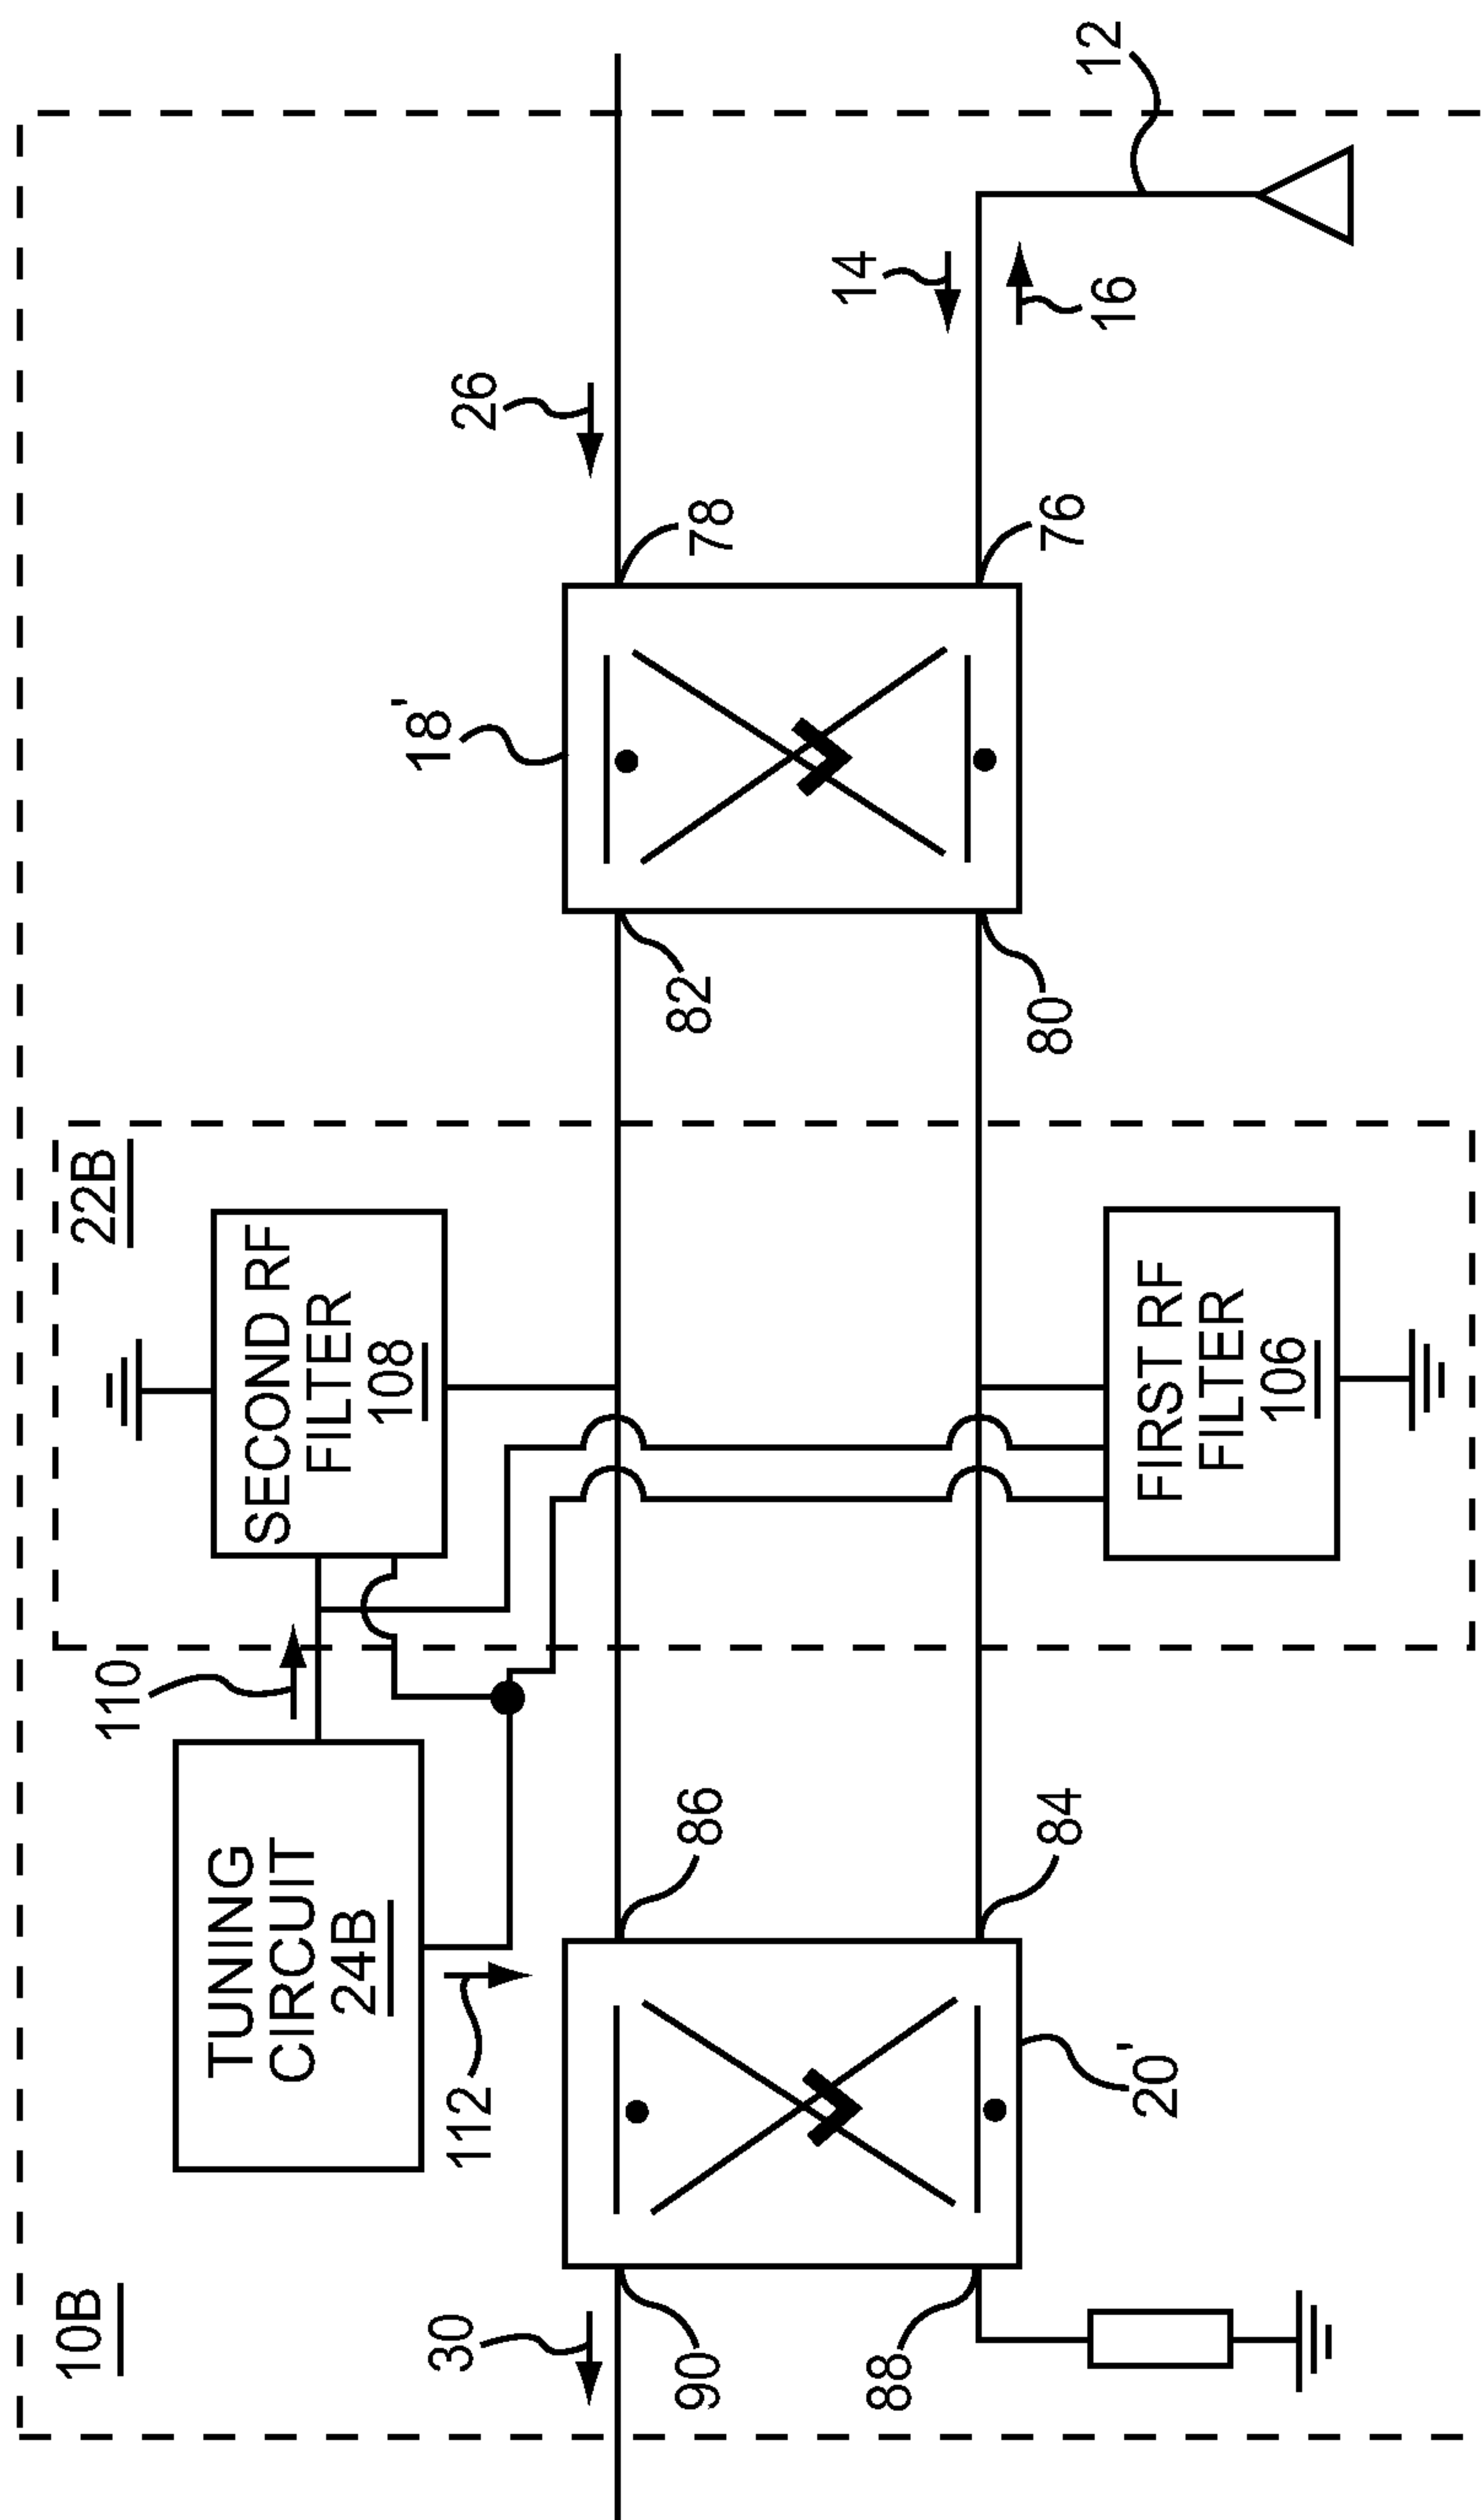 10B
TUNING
CIRCUIT
24B
110
22B
SECOND RF
FILTER
108
30
112
18'
26
90
86
82
78
14
12
88
84
80
76
16
20'
FIRST RF
FILTER
106